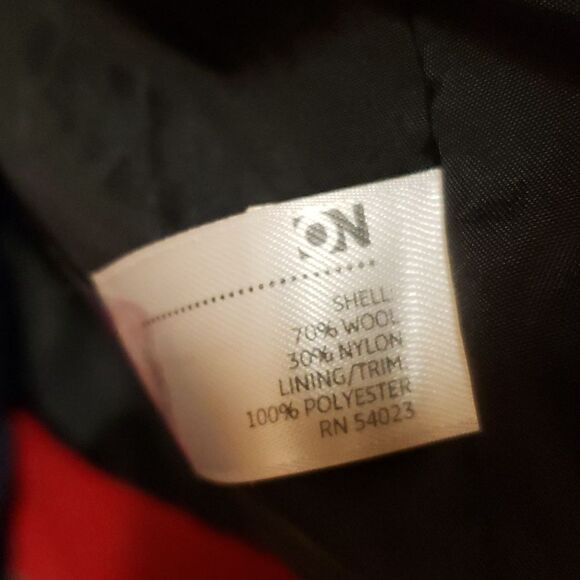 ON
SHELL:
70% WOOL
30% NYLON
LINING/TRIM:
100% POLYESTER
RN 54023